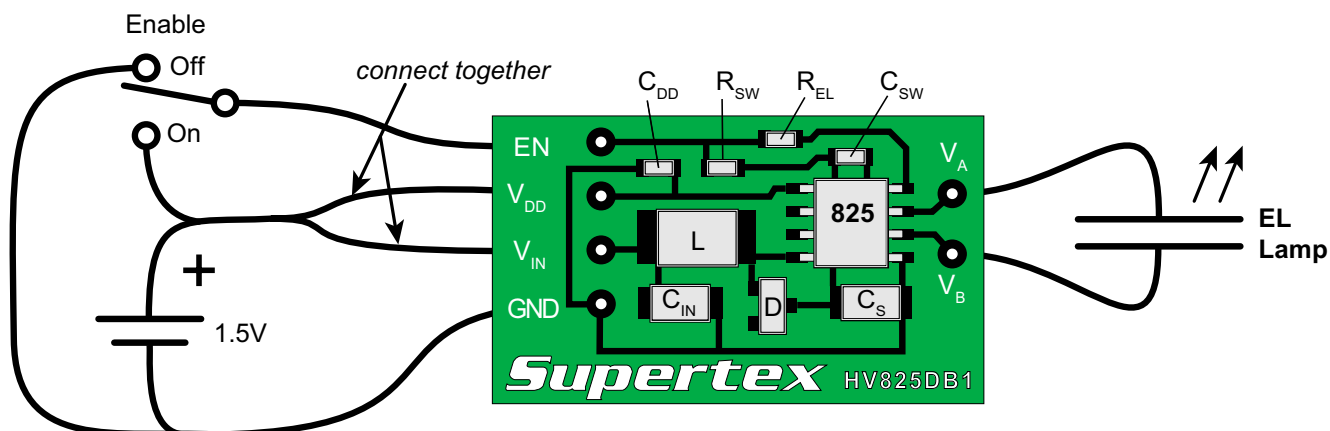 Enable
Off
On
connect together
+
1.5V
C_DD
R_SW
R_EL
C_SW
EN
V_DD
V_IN
GND
L
825
C_IN
D
C_S
V_A
V_B
Supertex HV825DB1
EL
Lamp